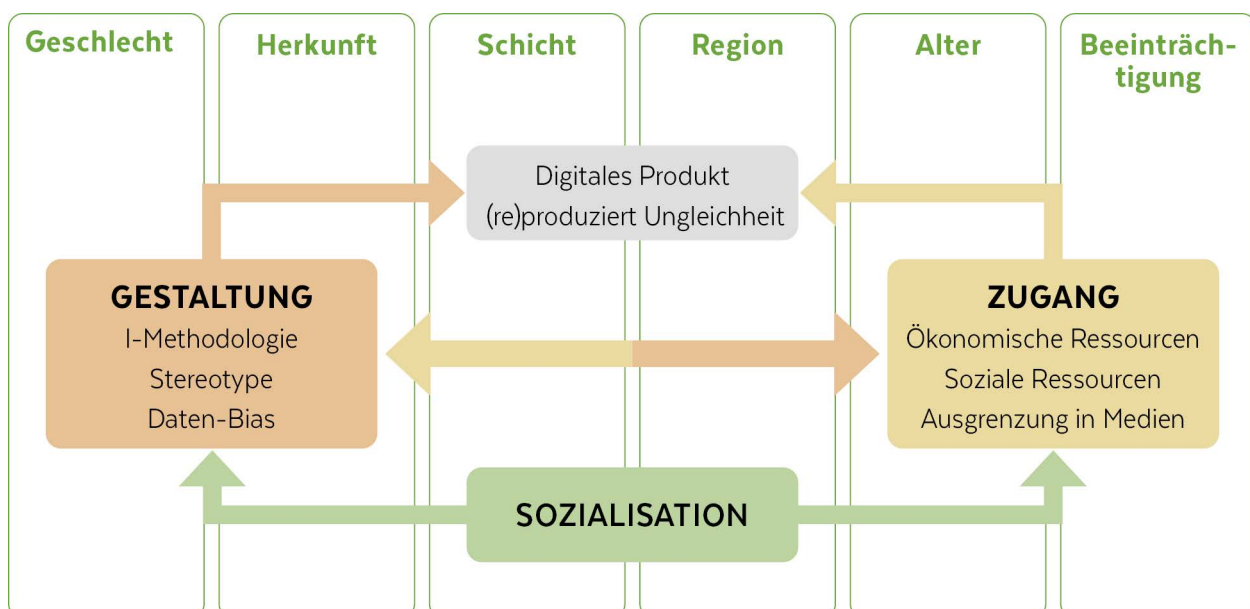 Geschlecht
Herkunft
Schicht
Region
Alter
Beeinträch-
tigung
Digitales Produkt
(re)produziert Ungleichheit
GESTALTUNG
I-Methodologie
Stereotype
Daten-Bias
ZUGANG
Ökonomische Ressourcen
Soziale Ressourcen
Ausgrenzung in Medien
SOZIALISATION